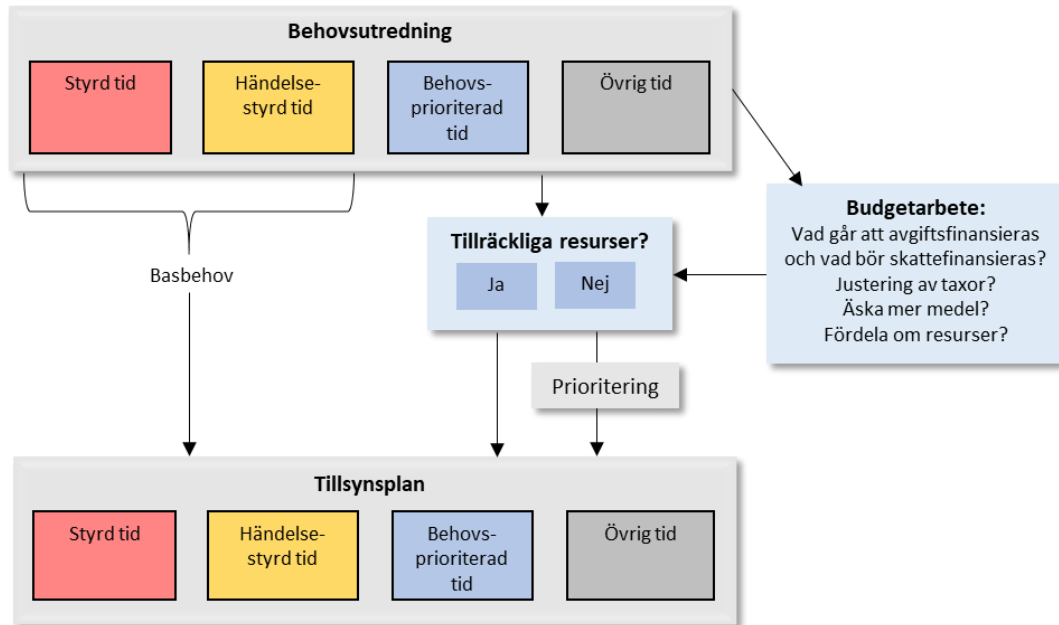 Behovsutredning
Styrd tid
Händelse-
styrd tid
Behovs-
prioriterad
tid
Övrig tid
Basbehov
Tillräckliga resurser?
Ja
Nej
Budgetarbete:
Vad går att avgiftsfinansieras
och vad bör skattefinansieras?
Justering av taxor?
Äska mer medel?
Fördela om resurser?
Prioritering
Tillsynsplan
Styrd tid
Händelse-
styrd tid
Behovs-
prioriterad
tid
Övrig tid